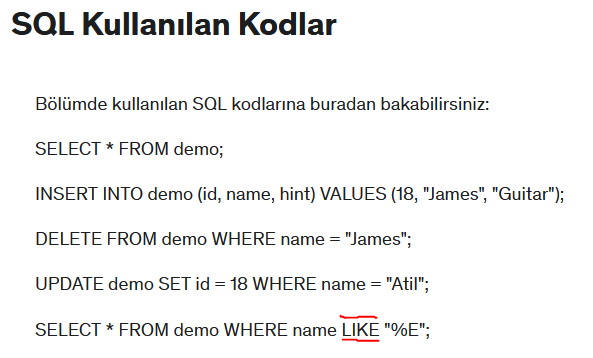 SQL Kullanılan Kodlar
Bölümde kullanılan SQL kodlarına buradan bakabilirsiniz:
SELECT * FROM demo;
INSERT INTO demo (id, name, hint) VALUES (18, "James", "Guitar");
DELETE FROM demo WHERE name = "James";
UPDATE demo SET id = 18 WHERE name = "Atil";
SELECT * FROM demo WHERE name LIKE "%E";